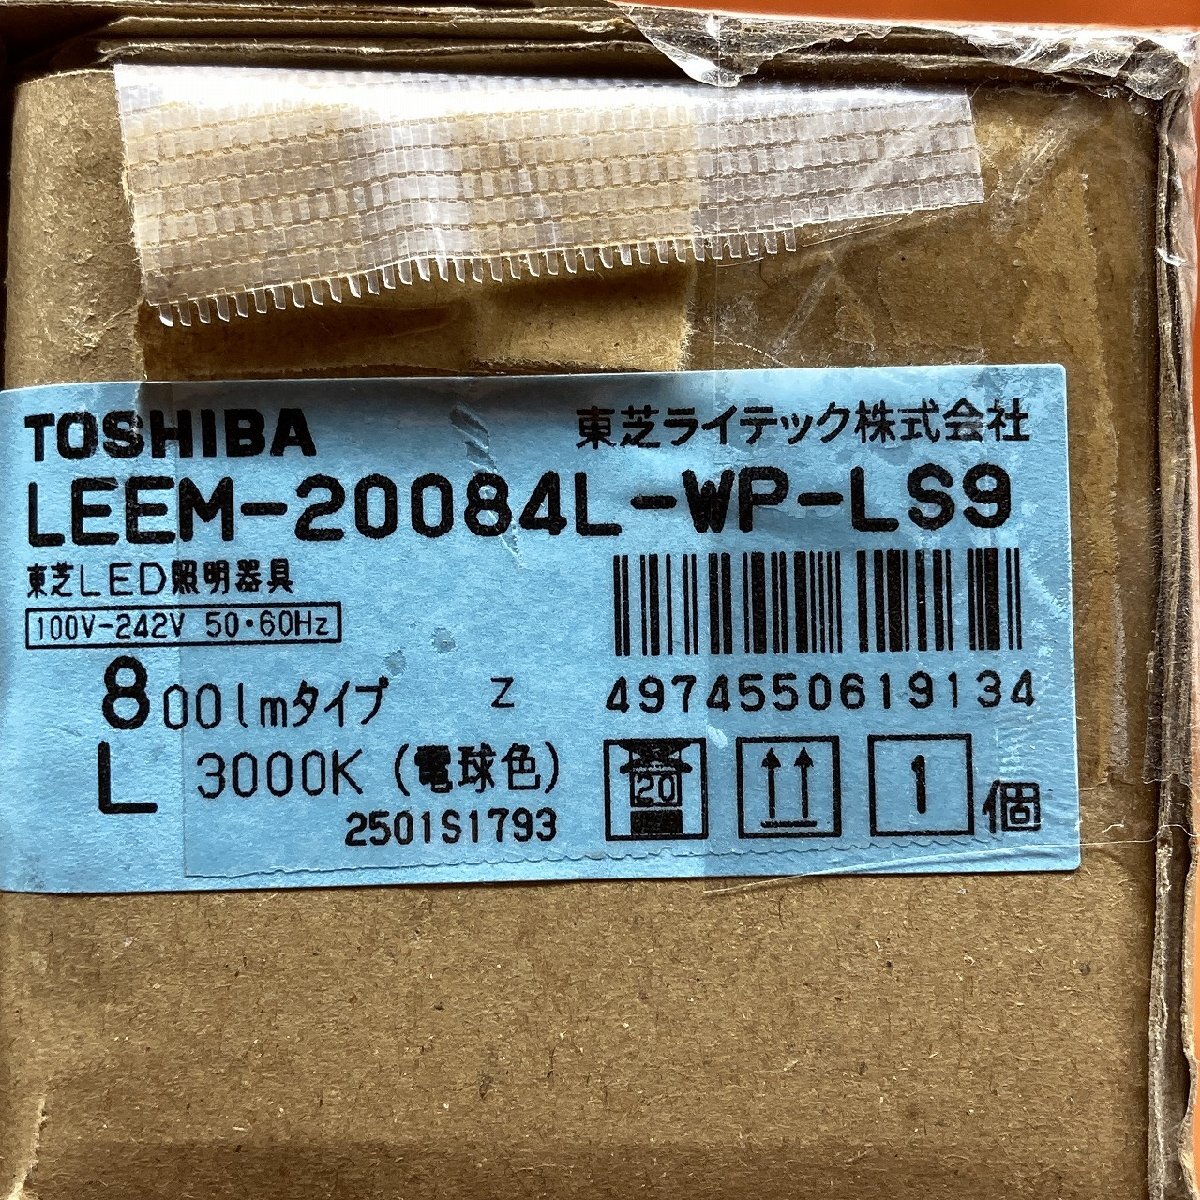 TOSHIBA 東芝ライテック株式会社
LEEM-20084L-WP-LS9
東芝LED照明器具
100V-242V 50・60Hz
800lmタイプ Z 4974550619134
L 3000K (電球色) 20 1個
2501S1793